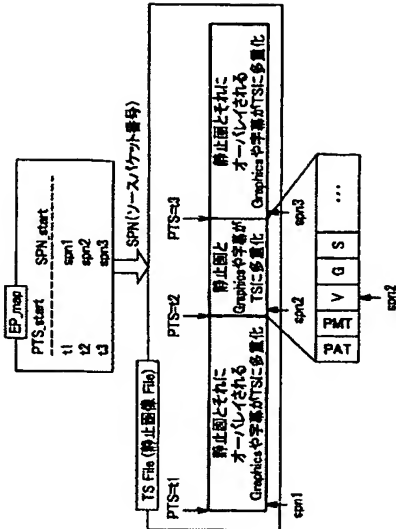 EP_map
PTS_start SPN_start
t1 spn1
t2 spn2
t3 spn3
SPN(ソースパケット番号)
TS File (静止画像 File)
PTS=t1
PTS=t2
PTS=t3
静止画とそれに
オーバレイされる
Graphicsや字幕がTSに多重化
静止画と
Graphicsや字幕が
TSに多重化
静止画とそれに
オーバーレイされる
Graphicsや字幕がTSに多重化
spn1
spn2
spn3
PAT
PMT
V
G
S
...
spn2